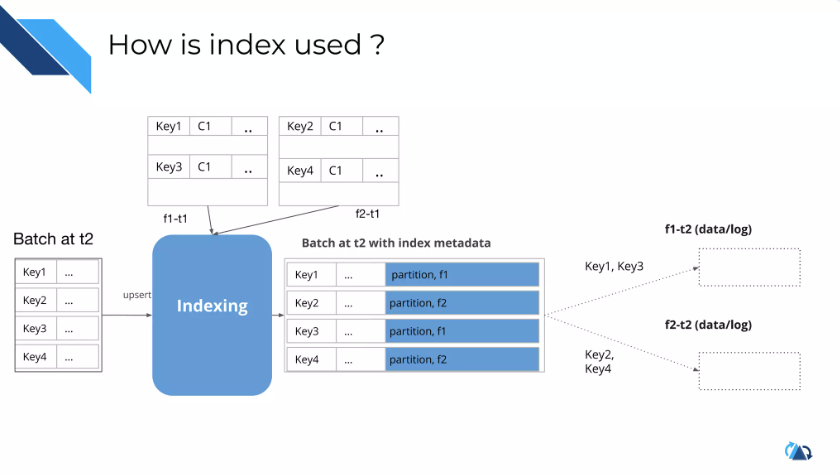 How is index used ?
Key1 C1 ..
Key3 C1 ..
Key2 C1 ..
Key4 C1 ..
f1-t1
f2-t1
Batch at t2
Key1 ...
Key2 ...
Key3 ...
Key4 ...
upsert
Indexing
Batch at t2 with index metadata
Key1 ... partition, f1
Key2 ... partition, f2
Key3 ... partition, f1
Key4 ... partition, f2
Key1, Key3
f1-t2 (data/log)
Key2,
Key4
f2-t2 (data/log)